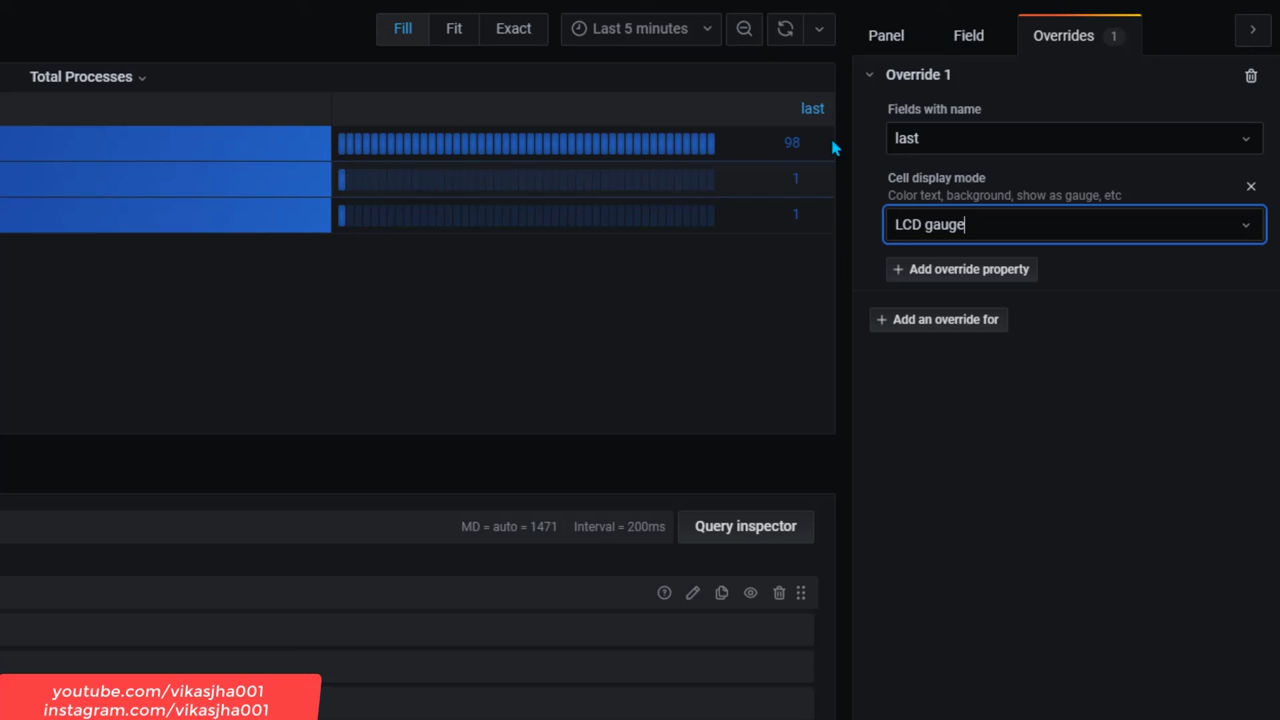 Fill Fit Exact Last 5 minutes
Panel Field Overrides 1
Total Processes
Override 1
last
Fields with name
last
98
Cell display mode
Color text, background, show as gauge, etc
1
LCD gauge
1
+ Add override property
+ Add an override for
MD = auto = 1471 Interval = 200ms Query inspector
youtube.com/vikasjha001
instagram.com/vikasjha001